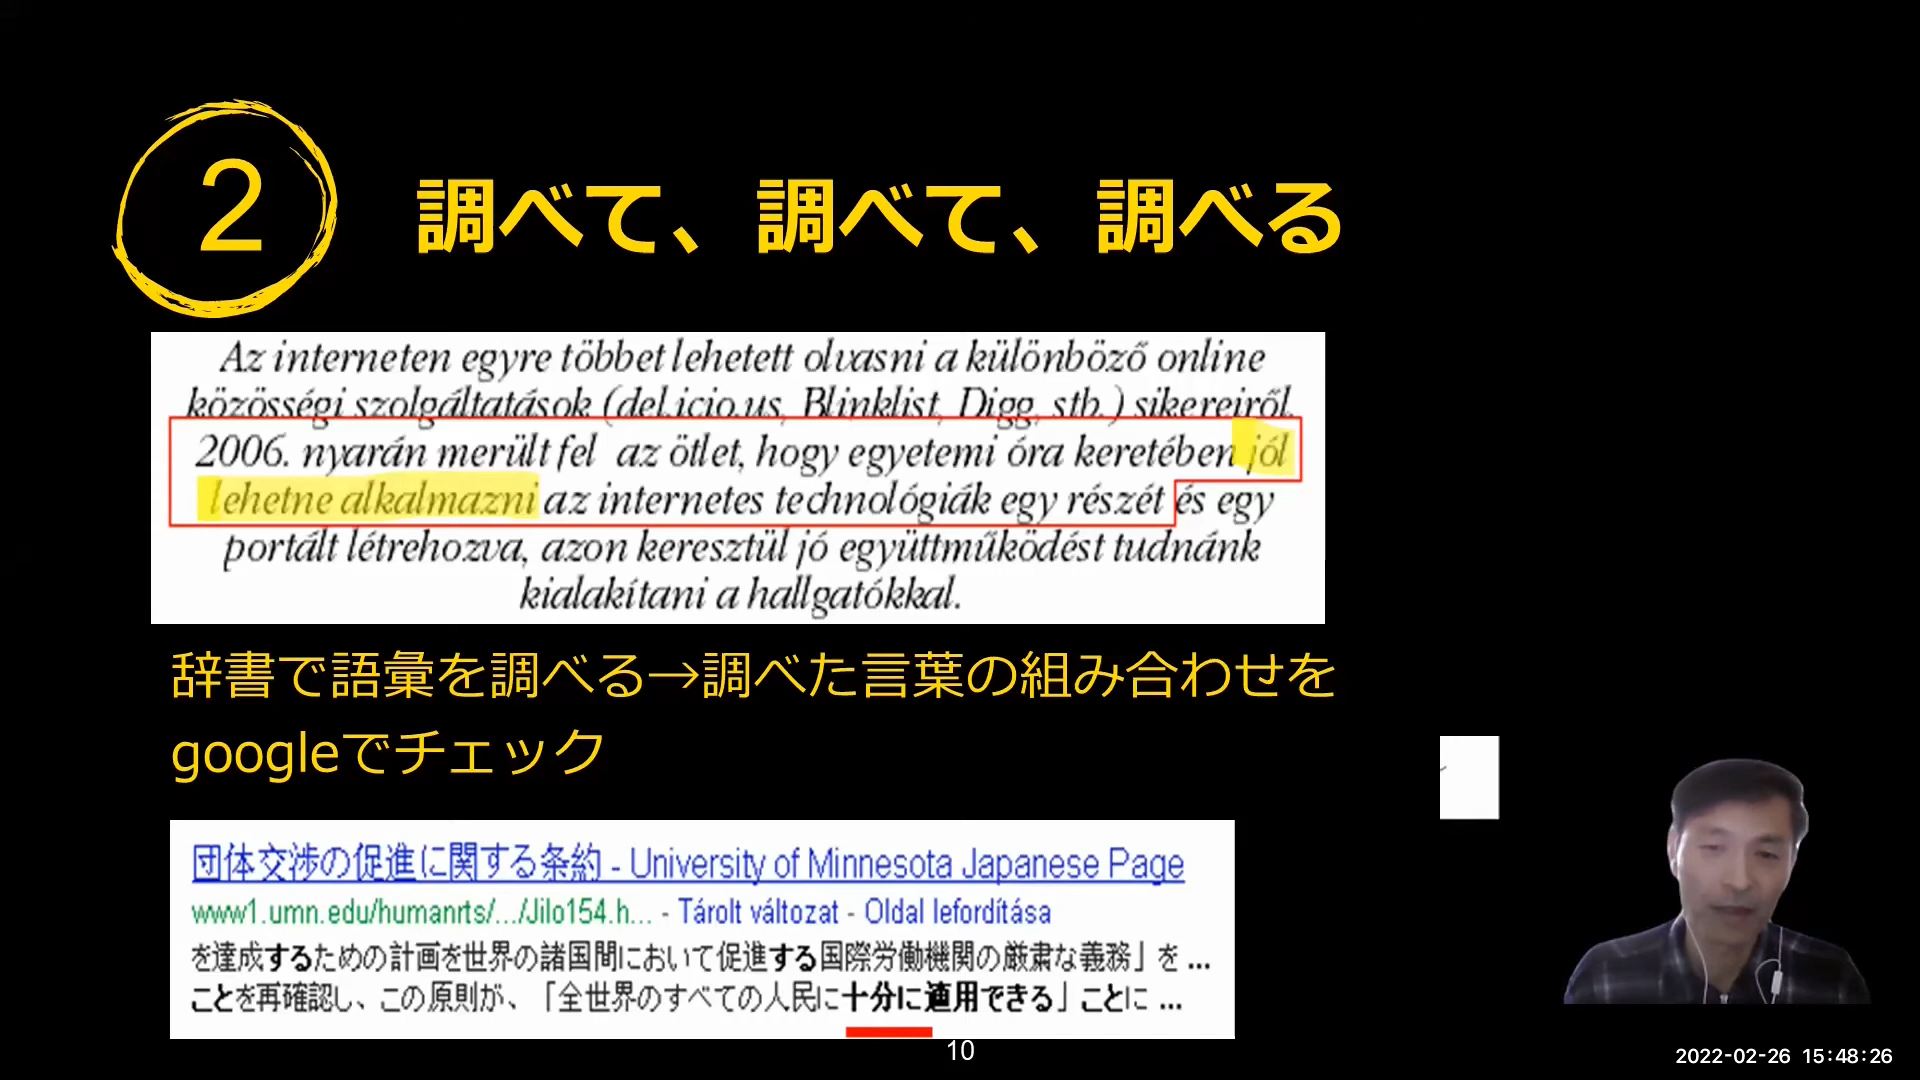 2
調べて、調べて、調べる
Az interneten egyre többet lehetett olvasni a különböző online
közösségi szolgáltatások (del.icio.us, Blinklist, Digg, stb.) sikereiről.
2006. nyarán merült fel az ötlet, hogy egyetemi óra keretében jól
lehetne alkalmazni az internetes technológiák egy részét és egy
portált létrehozva, azon keresztül jó együttműködést tudnánk
kialakítani a hallgatókkal.
辞書で語彙を調べる→調べた言葉の組み合わせを
googleでチェック
団体交渉の促進に関する条約 - University of Minnesota Japanese Page
www1.umn.edu/humanrts/.../Jilo154.h... - Tárolt változat - Oldal lefordítása
を達成するための計画を世界の諸国間において促進する国際労働機関の厳粛な義務」を ...
ことを再確認し、この原則が、「全世界のすべての人民に十分に適用できる」ことに ...
10
2022-02-26 15:48:26